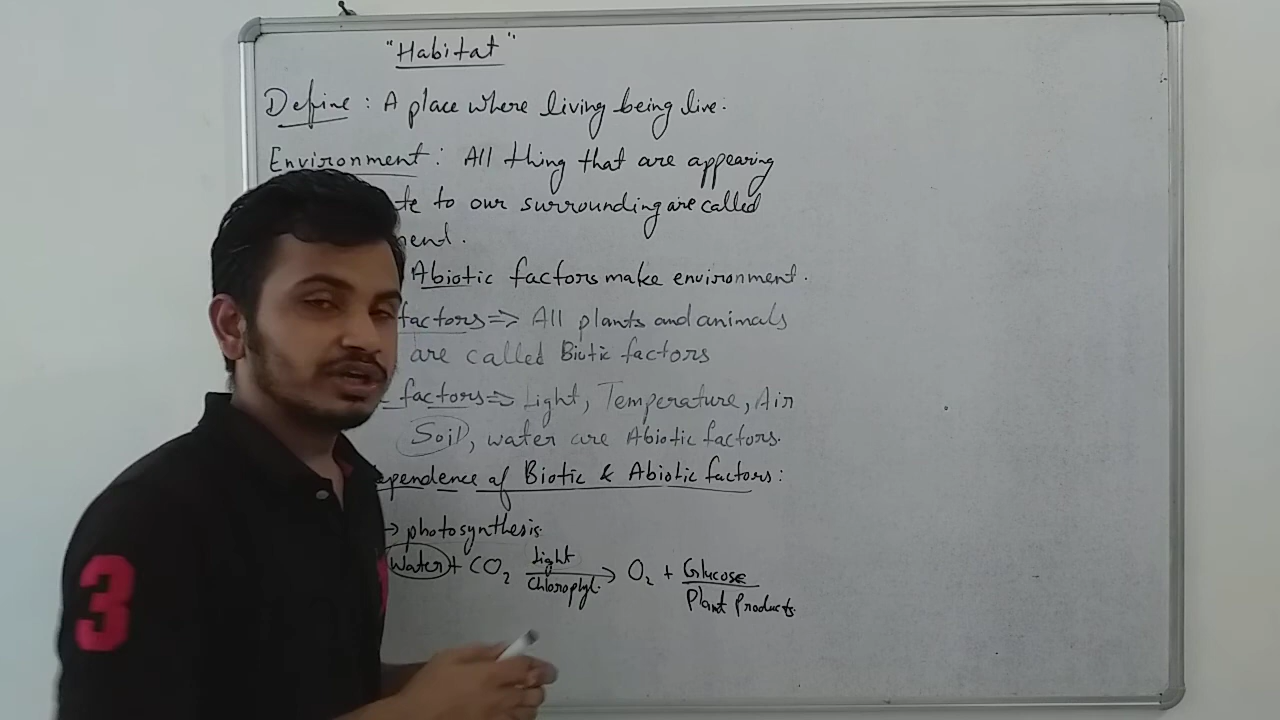 "Habitat"
Define : A place where living being live.
Environment : All thing that are appearing
te to our surrounding are called
ment.
Abiotic factors make environment.
factors => All plants and animals
are called Biotic factors
factors => Light, Temperature, Air
Soil, water are Abiotic factors.
ependence of Biotic & Abiotic factors :
→ photosynthesis.
Water + CO2 Light → O2 + Glucose
Chlorophyl. Plant Products.
3